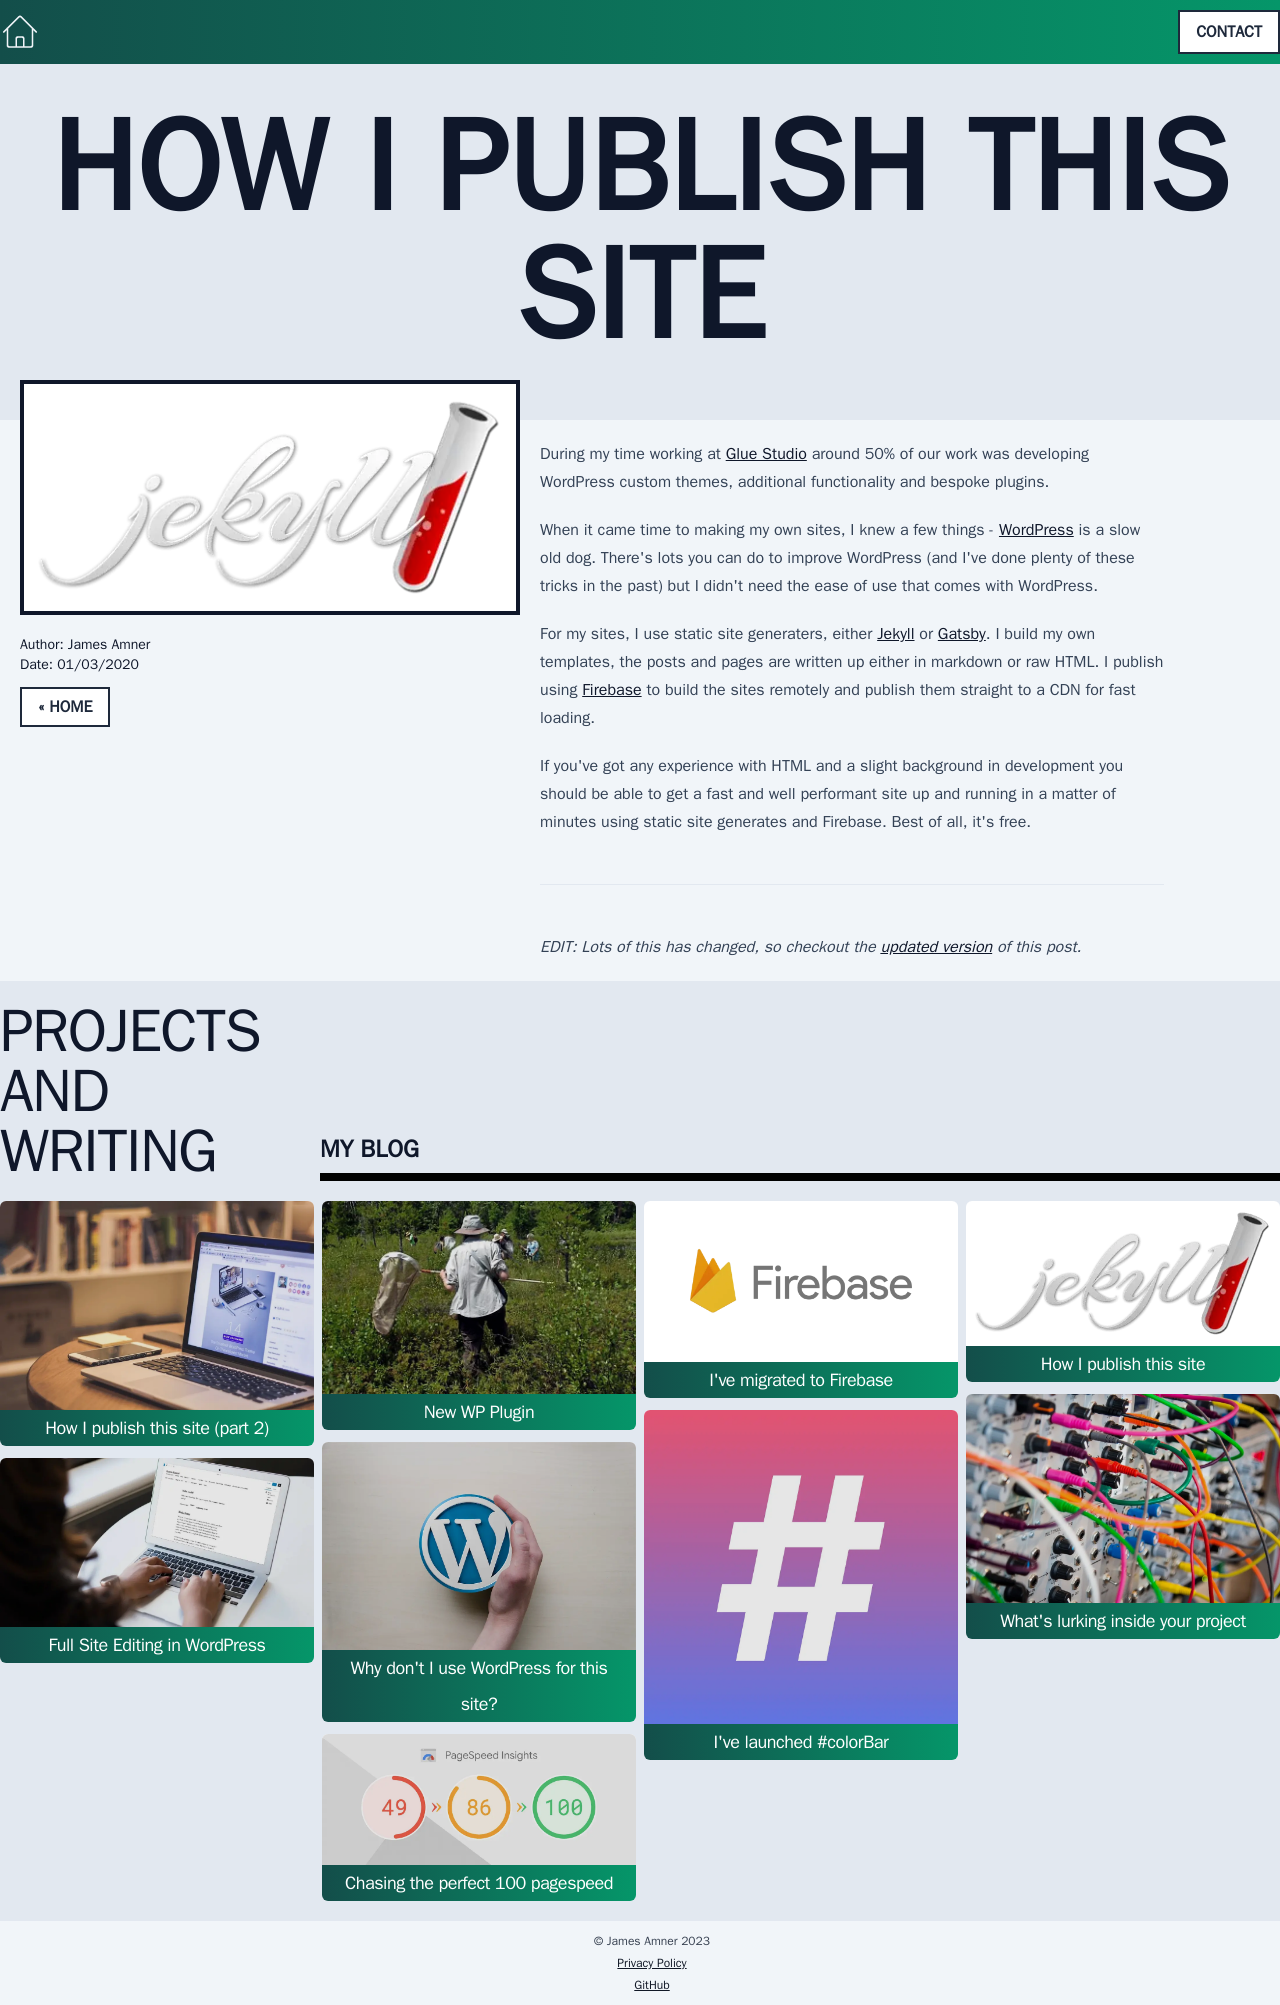 CONTACT
HOW I PUBLISH THIS
SITE
jekyll
During my time working at Glue Studio around 50% of our work was developing
WordPress custom themes, additional functionality and bespoke plugins.
When it came time to making my own sites, I knew a few things - WordPress is a slow
old dog. There's lots you can do to improve WordPress (and I've done plenty of these
tricks in the past) but I didn't need the ease of use that comes with WordPress.
For my sites, I use static site generaters, either Jekyll or Gatsby. I build my own
templates, the posts and pages are written up either in markdown or raw HTML. I publish
using Firebase to build the sites remotely and publish them straight to a CDN for fast
loading.
If you've got any experience with HTML and a slight background in development you
should be able to get a fast and well performant site up and running in a matter of
minutes using static site generates and Firebase. Best of all, it's free.
EDIT: Lots of this has changed, so checkout the updated version of this post.
Author: James Amner
Date: 01/03/2020
« HOME
PROJECTS
AND
WRITING
MY BLOG
How I publish this site (part 2)
Full Site Editing in WordPress
New WP Plugin
W
Why don't I use WordPress for this
site?
PageSpeed Insights
49 » 86 » 100
Chasing the perfect 100 pagespeed
Firebase
I've migrated to Firebase
#
I've launched #colorBar
jekyll
How I publish this site
What's lurking inside your project
© James Amner 2023
Privacy Policy
GitHub